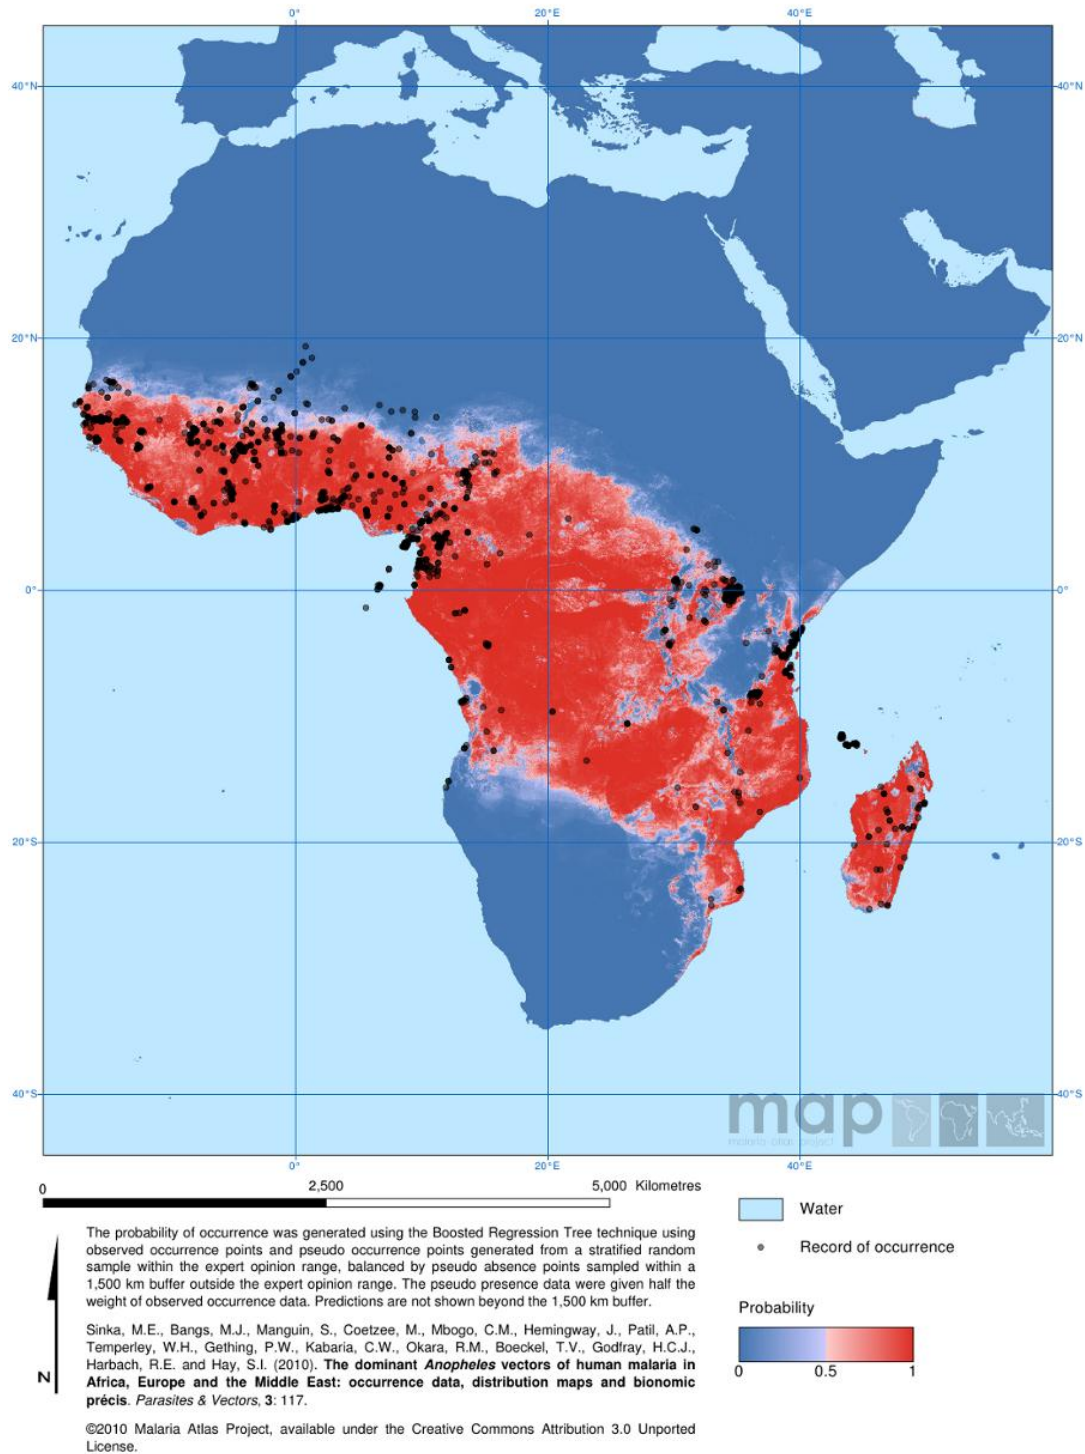 0°
20°E
40°E
40°N
40°N
20°N
20°N
0°
0°
20°S
20°S
40°S
40°S
map
malaria atlas project
0°
20°E
40°E
0
2,500
5,000 Kilometres
N
The probability of occurrence was generated using the Boosted Regression Tree technique using
observed occurrence points and pseudo occurrence points generated from a stratified random
sample within the expert opinion range, balanced by pseudo absence points sampled within a
1,500 km buffer outside the expert opinion range. The pseudo presence data were given half the
weight of observed occurrence data. Predictions are not shown beyond the 1,500 km buffer.
Sinka, M.E., Bangs, M.J., Manguin, S., Coetzee, M., Mbogo, C.M., Hemingway, J., Patil, A.P.,
Temperley, W.H., Gething, P.W., Kabaria, C.W., Okara, R.M., Boeckel, T.V., Godfray, H.C.J.,
Harbach, R.E. and Hay, S.I. (2010). The dominant Anopheles vectors of human malaria in
Africa, Europe and the Middle East: occurrence data, distribution maps and bionomic
précis. Parasites & Vectors, 3: 117.
©2010 Malaria Atlas Project, available under the Creative Commons Attribution 3.0 Unported
License.
Water
Record of occurrence
Probability
0
0.5
1